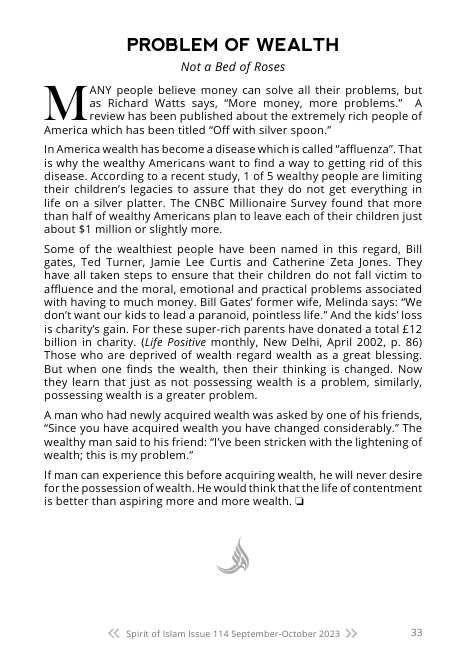 PROBLEM OF WEALTH
Not a Bed of Roses
MANY people believe money can solve all their problems, but
as Richard Watts says, “More money, more problems.” A
review has been published about the extremely rich people of
America which has been titled “Off with silver spoon.”
In America wealth has become a disease which is called “affluenza”. That
is why the wealthy Americans want to find a way to getting rid of this
disease. According to a recent study, 1 of 5 wealthy people are limiting
their children’s legacies to assure that they do not get everything in
life on a silver platter. The CNBC Millionaire Survey found that more
than half of wealthy Americans plan to leave each of their children just
about $1 million or slightly more.
Some of the wealthiest people have been named in this regard, Bill
gates, Ted Turner, Jamie Lee Curtis and Catherine Zeta Jones. They
have all taken steps to ensure that their children do not fall victim to
affluence and the moral, emotional and practical problems associated
with having to much money. Bill Gates’ former wife, Melinda says: “We
don’t want our kids to lead a paranoid, pointless life.” And the kids’ loss
is charity’s gain. For these super-rich parents have donated a total £12
billion in charity. (Life Positive monthly, New Delhi, April 2002, p. 86)
Those who are deprived of wealth regard wealth as a great blessing.
But when one finds the wealth, then their thinking is changed. Now
they learn that just as not possessing wealth is a problem, similarly,
possessing wealth is a greater problem.
A man who had newly acquired wealth was asked by one of his friends,
“Since you have acquired wealth you have changed considerably.” The
wealthy man said to his friend: “I’ve been stricken with the lightening of
wealth; this is my problem.”
If man can experience this before acquiring wealth, he will never desire
for the possession of wealth. He would think that the life of contentment
is better than aspiring more and more wealth. ❏
Spirit of Islam Issue 114 September-October 2023 33